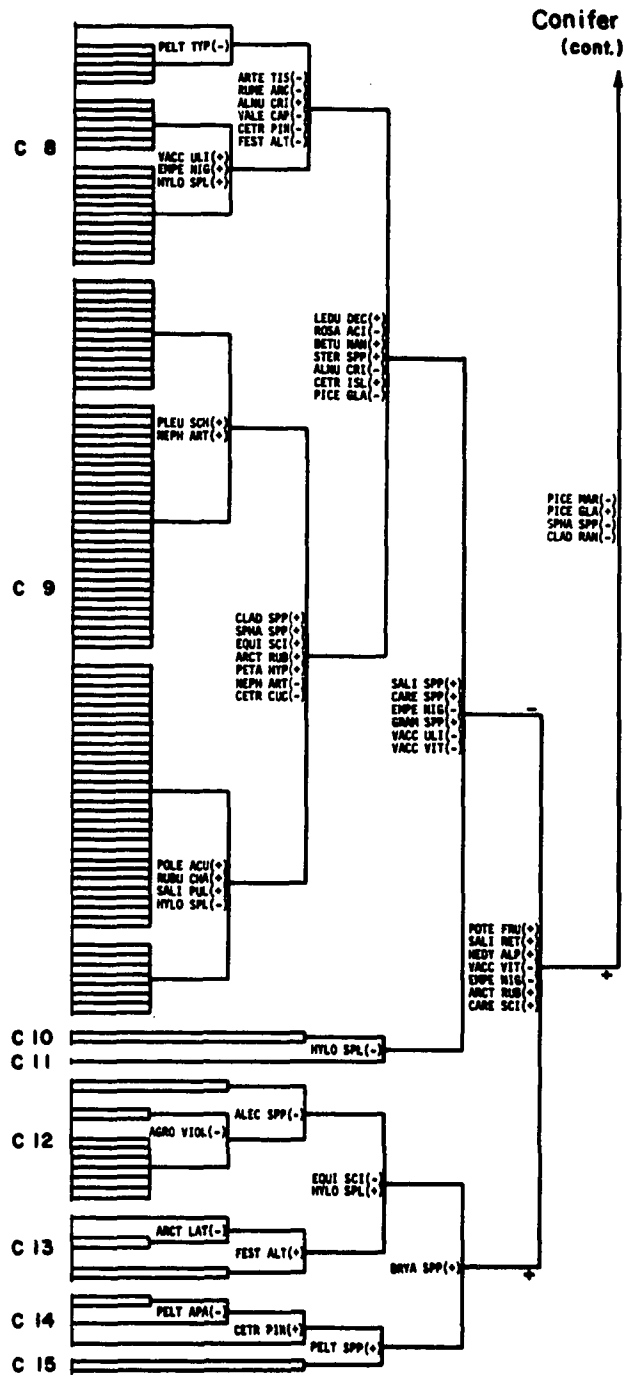 Conifer
(cont.)
PELT TYP(-)
ARTE TIS(-)
RUME ARC(-)
ALNU CRI(+)
VALE CAP(-)
CETR PIN(-)
FEST ALT(+)
C 8
VACC ULI(+)
EMPE NIG(+)
HYLO SPL(+)
LEDU DEC(+)
ROSA ACI(-)
BETU NAN(+)
STER SPP(+)
ALNU CRI(-)
CETR ISL(+)
PICE GLA(-)
PLEU SCH(+)
NEPH ART(+)
PICE MAR(-)
PICE GLA(+)
SPHA SPP(-)
CLAD RAN(-)
C 9
CLAD SPP(+)
SPHA SPP(+)
EQUI SCI(+)
ARCT RUB(+)
PETA HYP(+)
NEPH ART(-)
CETR CUC(-)
SALI SPP(+)
CARE SPP(+)
EMPE NIG(-)
GRAM SPP(+)
VACC ULI(-)
VACC VIT(-)
-
POLE ACU(+)
RUBU CHA(+)
SALI PUL(+)
HYLO SPL(-)
POTE FRU(+)
SALI RET(+)
HEDY ALP(+)
VACC VIT(-)
EMPE NIG(-)
ARCT RUB(+)
CARE SCI(+)
+
C 10
HYLO SPL(-)
C 11
ALEC SPP(-)
C 12
AGRO VIOL(-)
EQUI SCI(-)
HYLO SPL(+)
ARCT LAT(-)
C 13
FEST ALT(+)
BRYA SPP(+)
+
PELT APA(-)
C 14
CETR PIN(+)
PELT SPP(+)
C 15